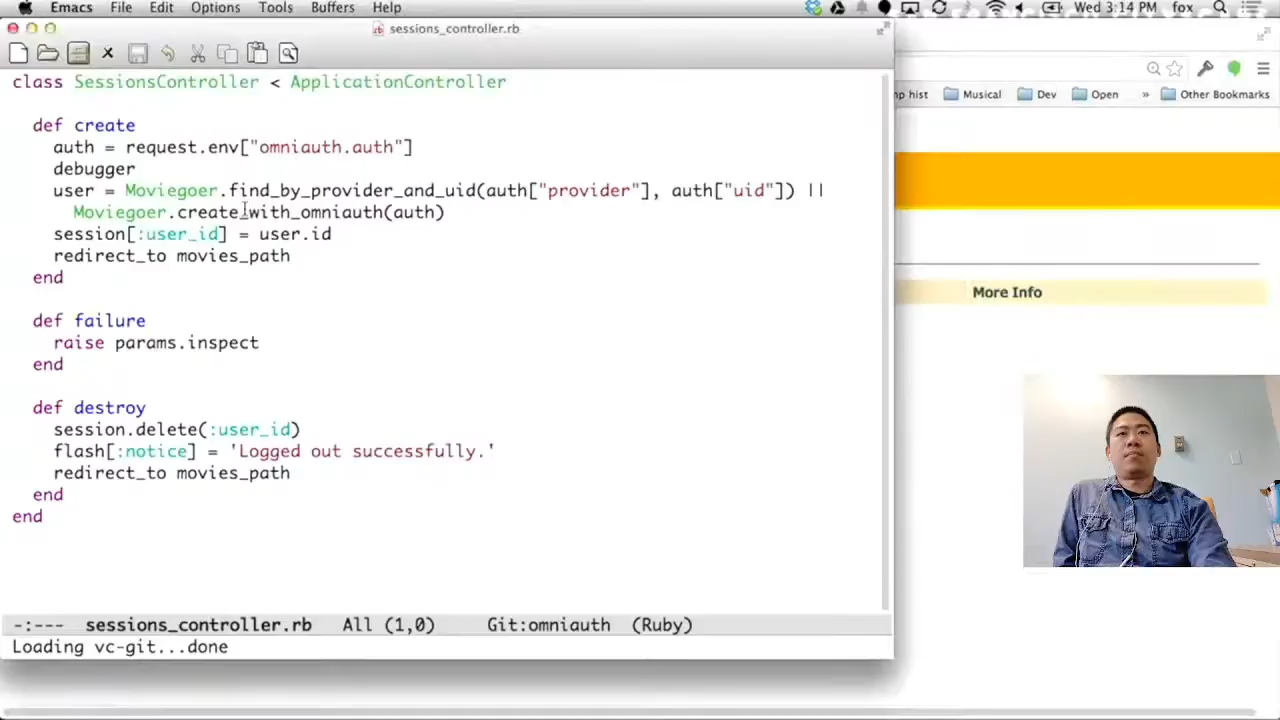 Emacs File Edit Options Tools Buffers Help
Wed 3:14 PM fox
sessions_controller.rb
class SessionsController < ApplicationController
def create
auth = request.env["omniauth.auth"]
debugger
user = Moviegoer.find_by_provider_and_uid(auth["provider"], auth["uid"]) ||
Moviegoer.create_with_omniauth(auth)
session[:user_id] = user.id
redirect_to movies_path
end
def failure
raise params.inspect
end
def destroy
session.delete(:user_id)
flash[:notice] = 'Logged out successfully.'
redirect_to movies_path
end
end
-:--- sessions_controller.rb All (1,0) Git:omniauth (Ruby)
Loading vc-git...done
mp hist Musical Dev Open » Other Bookmarks
More Info